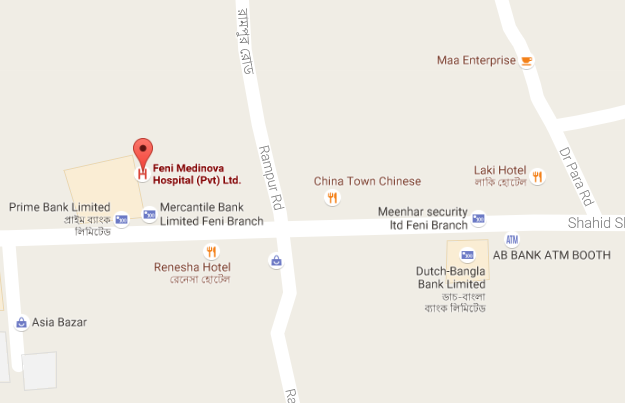 রামপুর রোড
Maa Enterprise
Rampur Rd
Dr Para Rd
Feni Medinova
Hospital (Pvt) Ltd.
China Town Chinese
Laki Hotel
লাকি হোটেল
Prime Bank Limited
প্রাইম ব্যাংক
লিমিটেড
Mercantile Bank
Limited Feni Branch
Meenhar security
ltd Feni Branch
Shahid Sh
ATM
AB BANK ATM BOOTH
Renesha Hotel
রেনেসা হোটেল
Dutch-Bangla
Bank Limited
ডাচ-বাংলা
ব্যাংক লিমিটেড
Asia Bazar
Ra